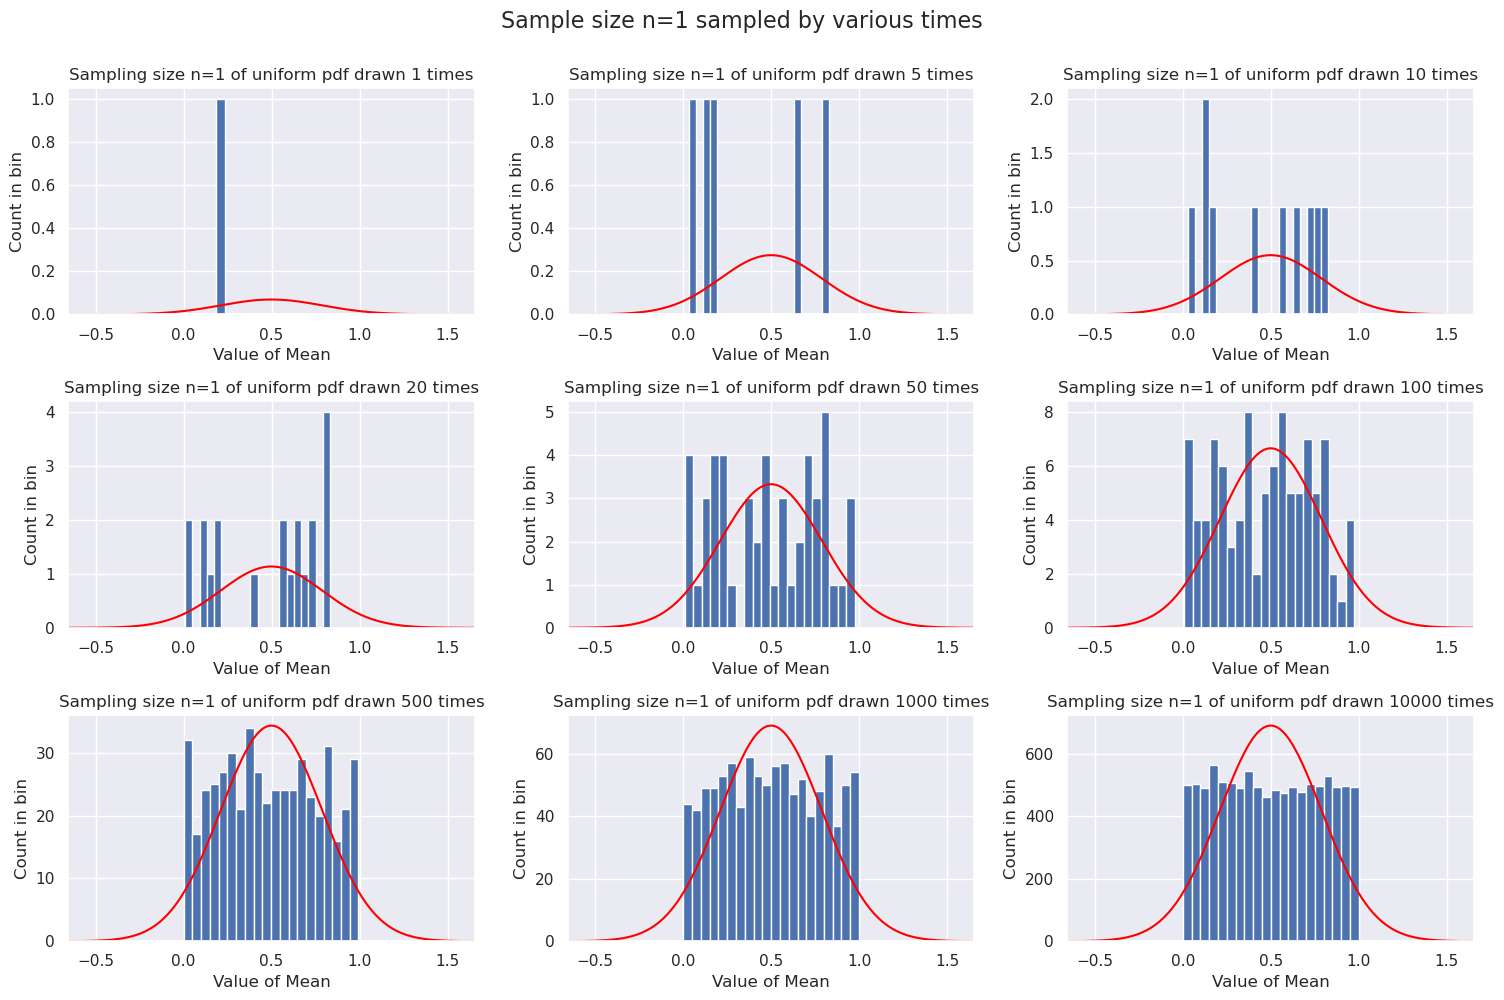 Sample size n=1 sampled by various times
Sampling size n=1 of uniform pdf drawn 1 times
1.0
0.8
0.6
0.4
0.2
0.0
Count in bin
−0.5 0.0 0.5 1.0 1.5
Value of Mean
Sampling size n=1 of uniform pdf drawn 5 times
1.0
0.8
0.6
0.4
0.2
0.0
Count in bin
−0.5 0.0 0.5 1.0 1.5
Value of Mean
Sampling size n=1 of uniform pdf drawn 10 times
2.0
1.5
1.0
0.5
0.0
Count in bin
−0.5 0.0 0.5 1.0 1.5
Value of Mean
Sampling size n=1 of uniform pdf drawn 20 times
4
3
2
1
0
Count in bin
−0.5 0.0 0.5 1.0 1.5
Value of Mean
Sampling size n=1 of uniform pdf drawn 50 times
5
4
3
2
1
0
Count in bin
−0.5 0.0 0.5 1.0 1.5
Value of Mean
Sampling size n=1 of uniform pdf drawn 100 times
8
6
4
2
0
Count in bin
−0.5 0.0 0.5 1.0 1.5
Value of Mean
Sampling size n=1 of uniform pdf drawn 500 times
30
20
10
0
Count in bin
−0.5 0.0 0.5 1.0 1.5
Value of Mean
Sampling size n=1 of uniform pdf drawn 1000 times
60
40
20
0
Count in bin
−0.5 0.0 0.5 1.0 1.5
Value of Mean
Sampling size n=1 of uniform pdf drawn 10000 times
600
400
200
0
Count in bin
−0.5 0.0 0.5 1.0 1.5
Value of Mean